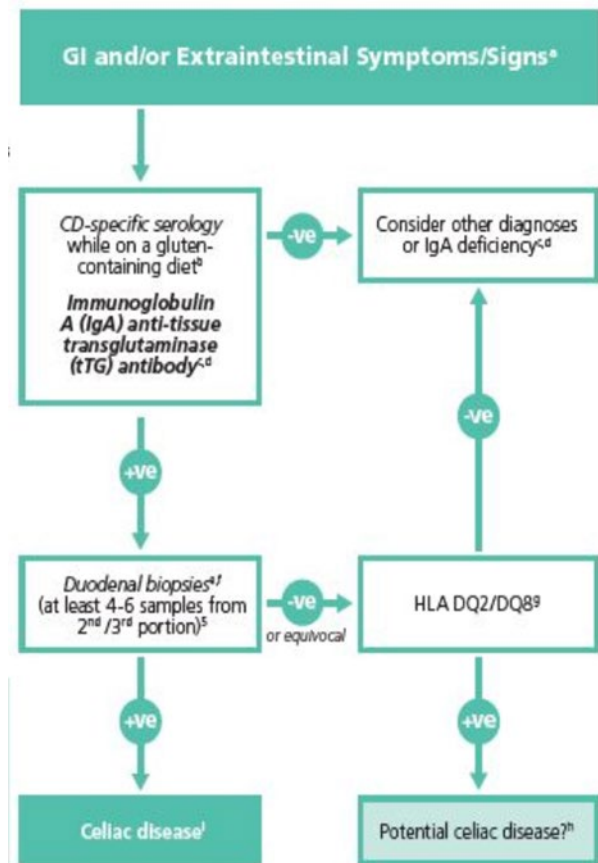 GI and/or Extraintestinal Symptoms/Signsᵃ
CD-specific serology
while on a gluten-
containing dietᵇ
Immunoglobulin
A (IgA) anti-tissue
transglutaminase
(tTG) antibodyᶜ,ᵈ
-ve
Consider other diagnoses
or IgA deficiencyᶜ,ᵈ
-ve
+ve
Duodenal biopsiesᵉ,ᶠ
(at least 4-6 samples from
2ⁿᵈ/3ʳᵈ portion)⁵
-ve
or equivocal
HLA DQ2/DQ8ᵍ
+ve
+ve
Celiac disease
Potential celiac disease?ʰ